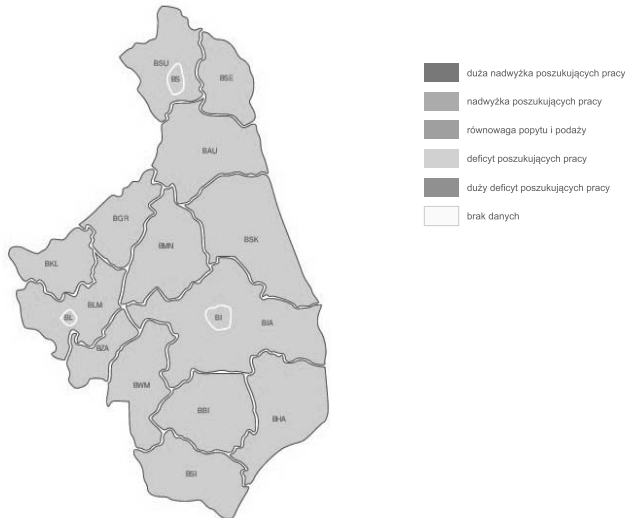 BSU
BS
BSE
BAU
BGR
BMN
BSK
BKL
BLM
BŁ
BI
BIA
BZA
BWM
BBI
BHA
BSI
duża nadwyżka poszukujących pracy
nadwyżka poszukujących pracy
równowaga popytu i podaży
deficyt poszukujących pracy
duży deficyt poszukujących pracy
brak danych